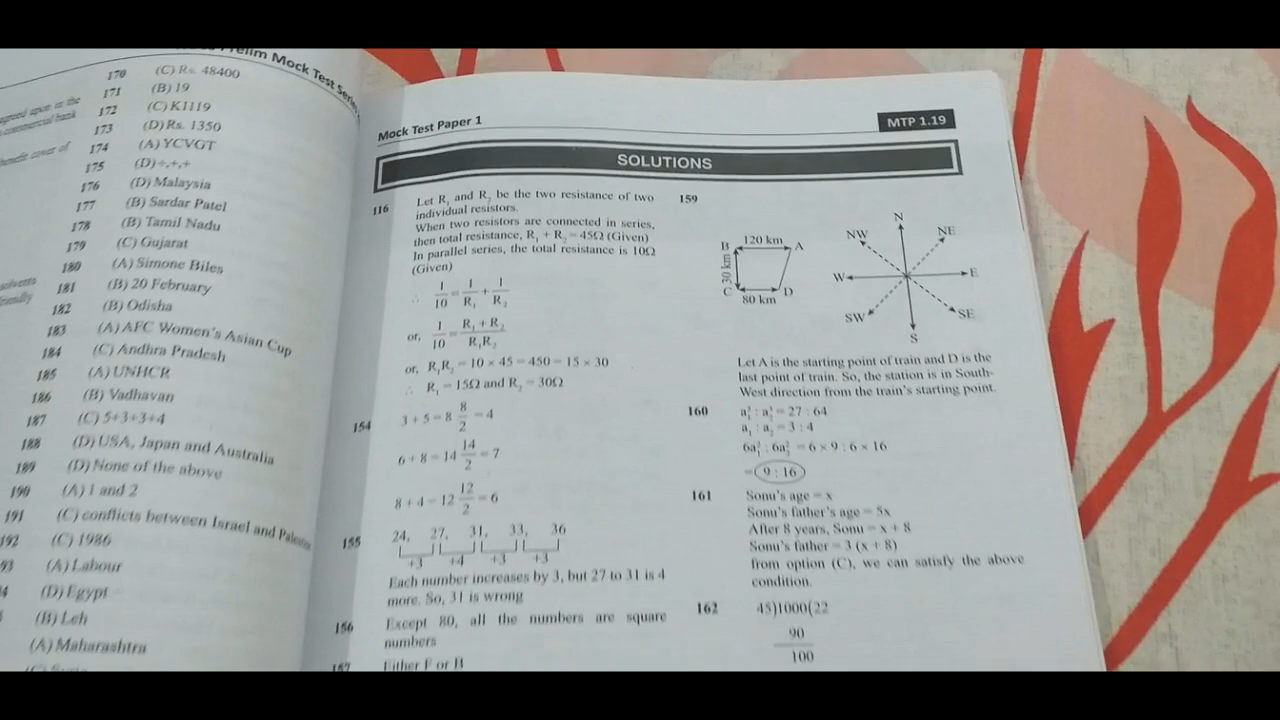 Prelim Mock Test Series
agreed upon in the
commercial bank
benefit cover of
170 (C) Rs. 48400
171 (B) 19
172 (C) K1119
173 (D) Rs. 1350
174 (A) YCVGT
175 (D) ÷,+,+
176 (D) Malaysia
177 (B) Sardar Patel
178 (B) Tamil Nadu
179 (C) Gujarat
180 (A) Simone Biles
181 (B) 20 February
182 (B) Odisha
183 (A) AFC Women's Asian Cup
184 (C) Andhra Pradesh
185 (A) UNHCR
186 (B) Vadhavan
187 (C) 5+3+3+4
188 (D) USA, Japan and Australia
189 (D) None of the above
190 (A) 1 and 2
191 (C) conflicts between Israel and Palestine
192 (C) 1986
93 (A) Labour
4 (D) Egypt
(B) Leh
(A) Maharashtra
Mock Test Paper 1
MTP 1.19
SOLUTIONS
116 Let R₁ and R₂ be the two resistance of two
individual resistors.
When two resistors are connected in series,
then total resistance, R₁ + R₂ = 45Ω (Given)
In parallel series, the total resistance is 10Ω
(Given)
∴ 1/10 = 1/R₁ + 1/R₂
or, 1/10 = R₁ + R₂/R₁R₂
or, R₁R₂ = 10 × 45 = 450 = 15 × 30
∴ R₁ = 15Ω and R₂ = 30Ω
154 3 + 5 = 8 8/2 = 4
6 + 8 = 14 14/2 = 7
8 + 4 = 12 12/2 = 6
155 24, 27, 31, 33, 36
+3 +4 +3 +3
Each number increases by 3, but 27 to 31 is 4
more. So, 31 is wrong
156 Except 80, all the numbers are square
numbers
157 Either F or B
159
B 120 km A
30 km
C 80 km D
N
NW NE
W E
SW SE
S
Let A is the starting point of train and D is the
last point of train. So, the station is in South-
West direction from the train's starting point.
160 a₁³ : a₂³ = 27 : 64
a₁ : a₂ = 3 : 4
6a₁² : 6a₂² = 6 × 9 : 6 × 16
= 9 : 16
161 Sonu's age = x
Sonu's father's age = 5x
After 8 years, Sonu = x + 8
Sonu's father = 3 (x + 8)
from option (C), we can satisfy the above
condition.
162 45)1000(22
90
100